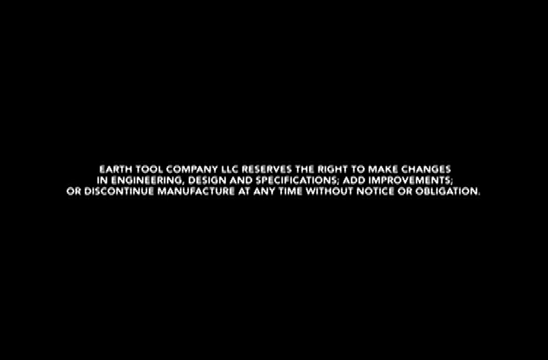 EARTH TOOL COMPANY LLC RESERVES THE RIGHT TO MAKE CHANGES
IN ENGINEERING, DESIGN AND SPECIFICATIONS; ADD IMPROVEMENTS;
OR DISCONTINUE MANUFACTURE AT ANY TIME WITHOUT NOTICE OR OBLIGATION.